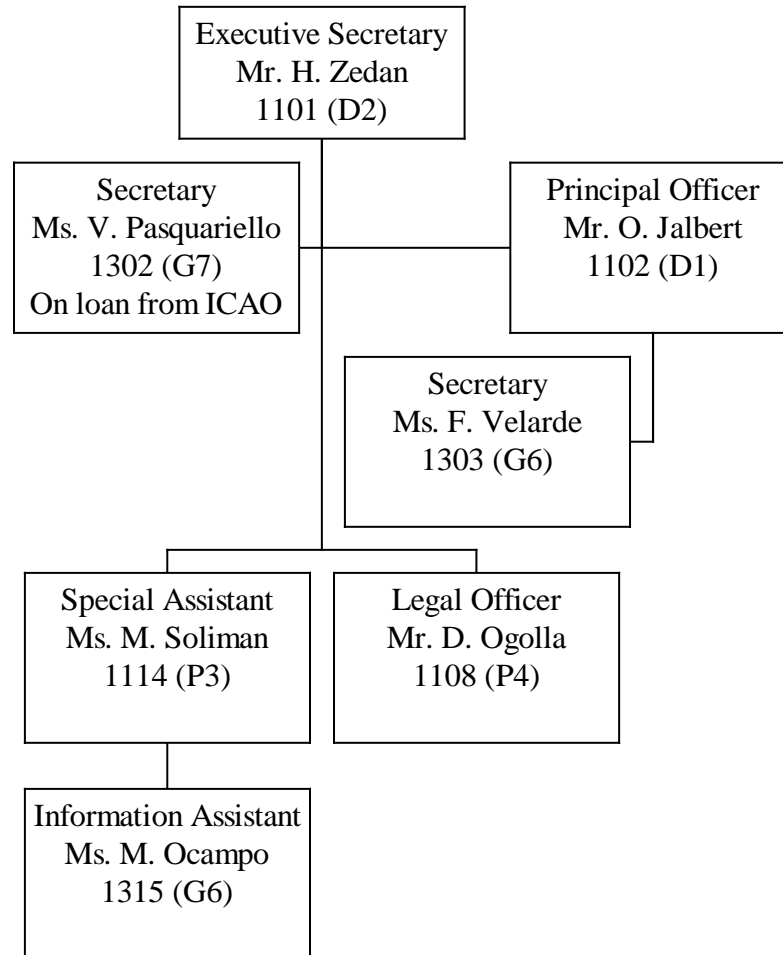 Executive Secretary
Mr. H. Zedan
1101 (D2)
Secretary
Ms. V. Pasquariello
1302 (G7)
On loan from ICAO
Principal Officer
Mr. O. Jalbert
1102 (D1)
Secretary
Ms. F. Velarde
1303 (G6)
Special Assistant
Ms. M. Soliman
1114 (P3)
Legal Officer
Mr. D. Ogolla
1108 (P4)
Information Assistant
Ms. M. Ocampo
1315 (G6)